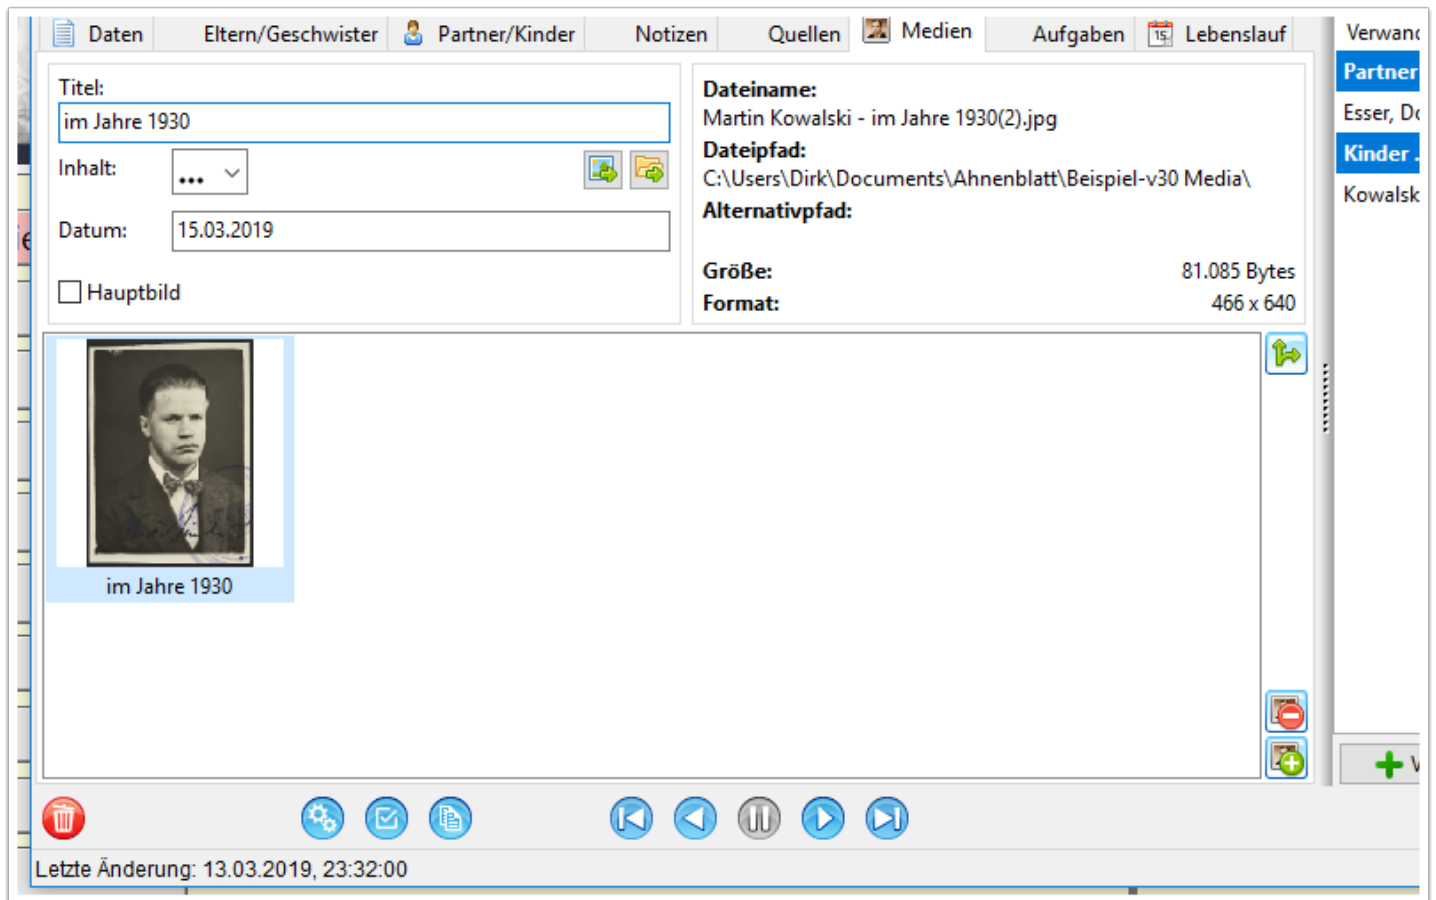 Daten Eltern/Geschwister Partner/Kinder Notizen Quellen Medien Aufgaben 15 Lebenslauf
Titel:
im Jahre 1930
Inhalt:
...
Datum:
15.03.2019
Hauptbild
Dateiname:
Martin Kowalski - im Jahre 1930(2).jpg
Dateipfad:
C:\Users\Dirk\Documents\Ahnenblatt\Beispiel-v30 Media\
Alternativpfad:
Größe: 81.085 Bytes
Format: 466 x 640
im Jahre 1930
Partner
Esser,
Kinder
Letzte Änderung: 13.03.2019, 23:32:00